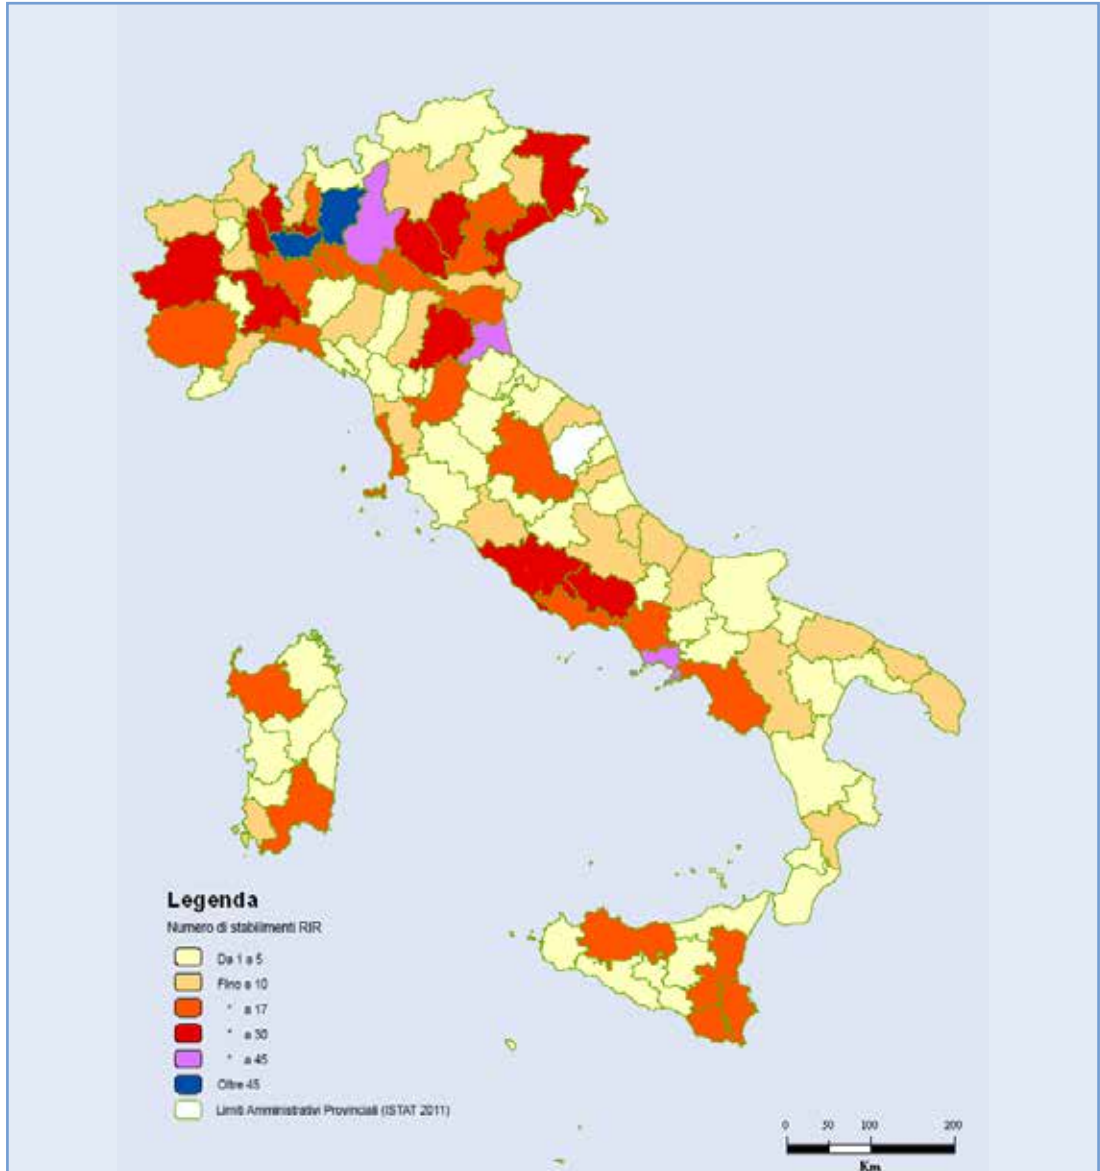 Legenda
Numero di stabilimenti RIR
Da 1 a 5
Fino a 10
" a 17
" a 30
" a 45
Oltre 45
Limiti Amministrativi Provinciali (ISTAT 2011)
0 50 100 200
Km